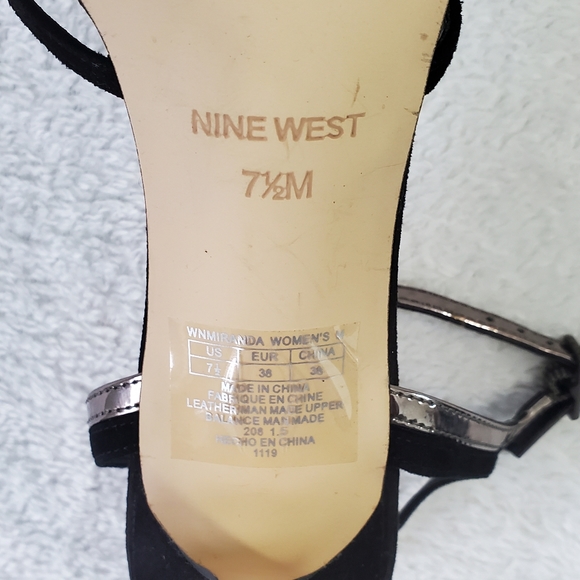 NINE WEST
7½M
WNMIRANDA WOMEN'S
US EUR CHINA
7½ 38 38
MADE IN CHINA
FABRIQUE EN CHINE
LEATHER/MAN MADE UPPER
BALANCE MANMADE
208 1.5
HECHO EN CHINA
1119